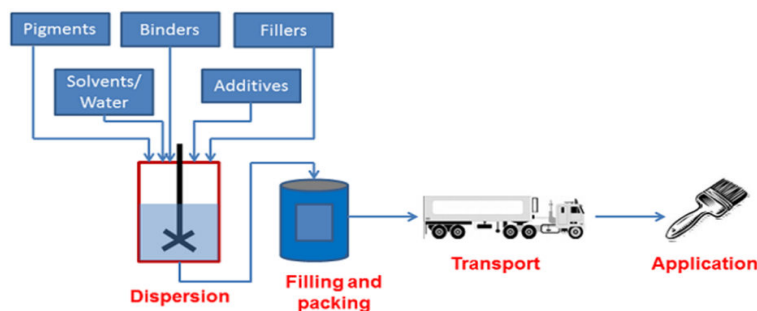 Pigments
Binders
Fillers
Solvents/
Water
Additives
Dispersion
Filling and
packing
Transport
Application